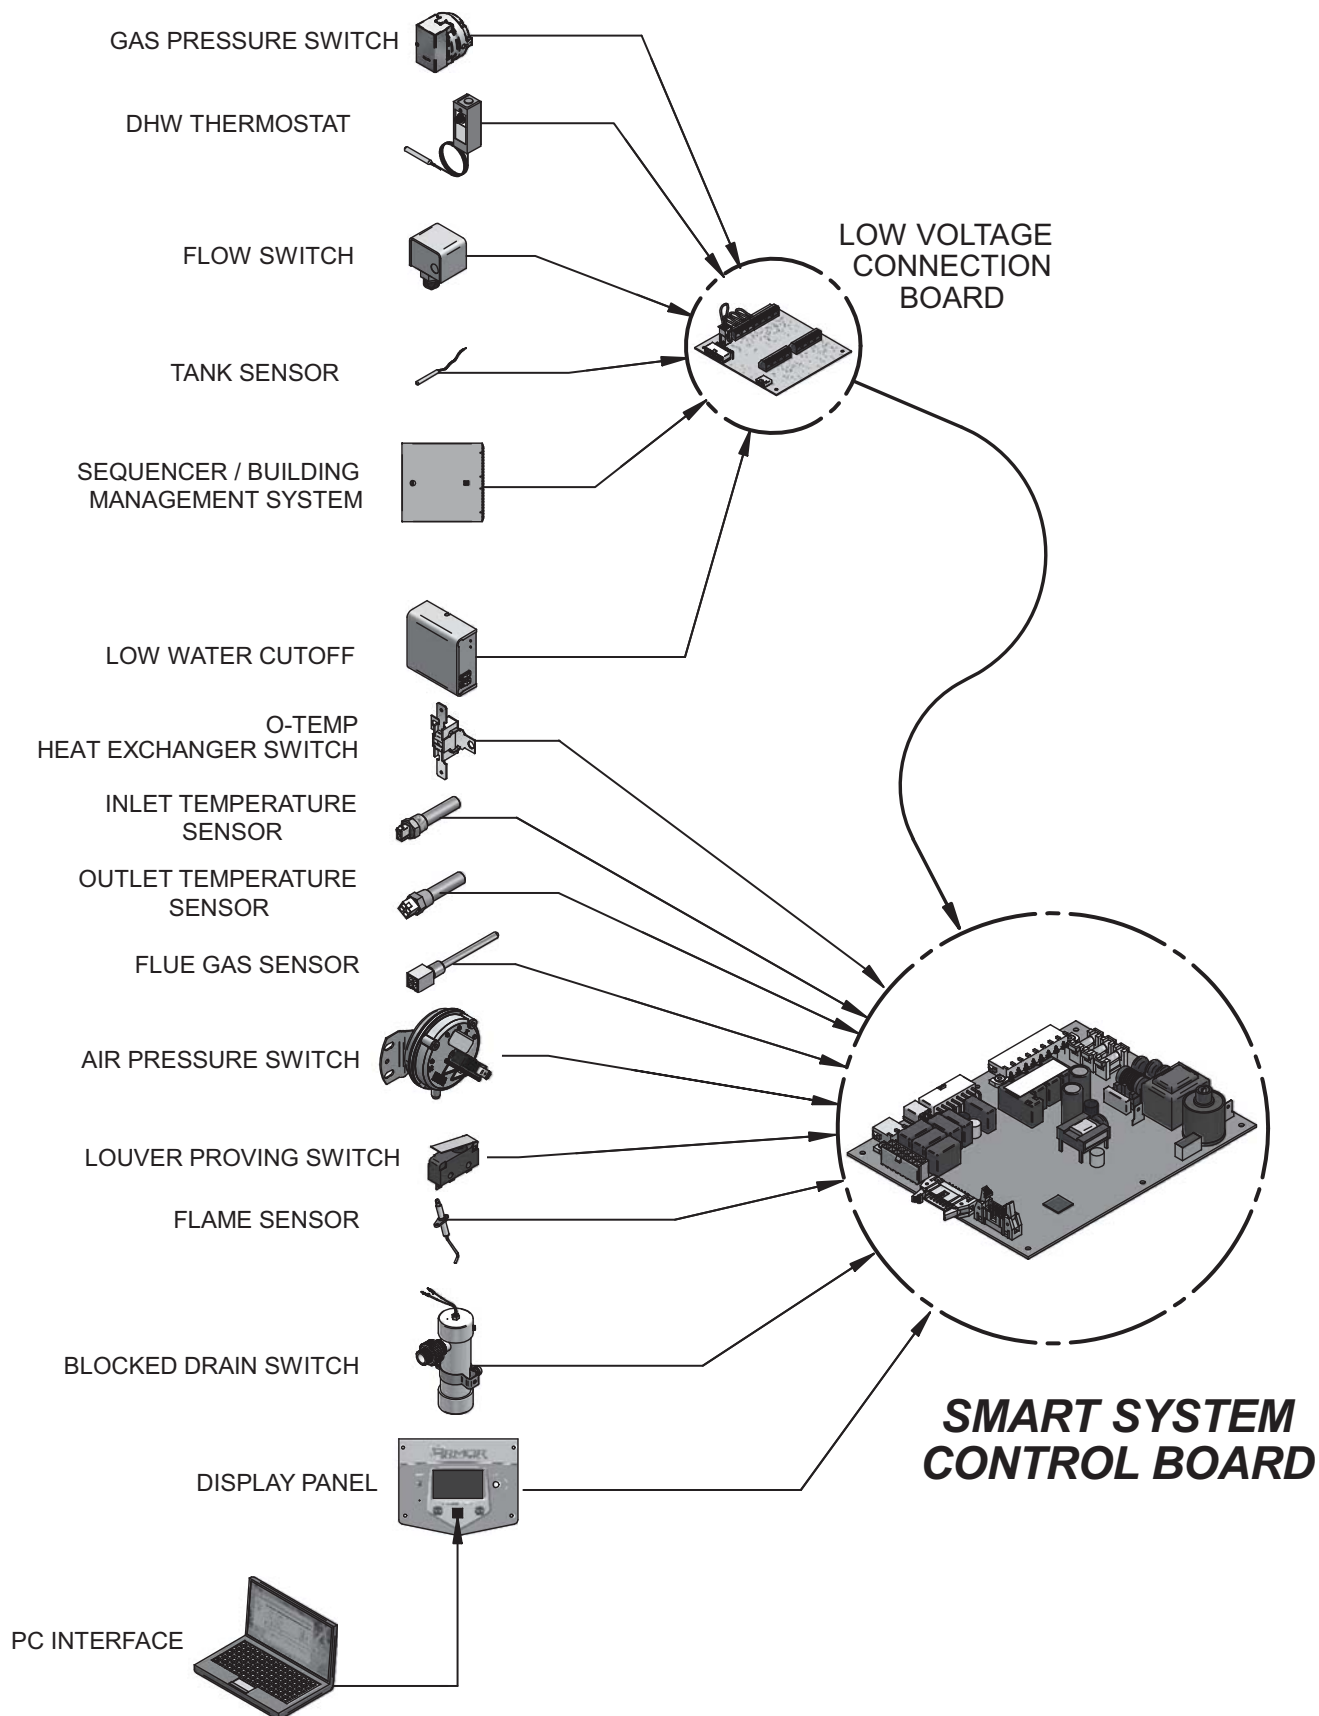 GAS PRESSURE SWITCH
DHW THERMOSTAT
FLOW SWITCH
LOW VOLTAGE
CONNECTION
BOARD
TANK SENSOR
SEQUENCER / BUILDING
MANAGEMENT SYSTEM
LOW WATER CUTOFF
O-TEMP
HEAT EXCHANGER SWITCH
INLET TEMPERATURE
SENSOR
OUTLET TEMPERATURE
SENSOR
FLUE GAS SENSOR
AIR PRESSURE SWITCH
LOUVER PROVING SWITCH
FLAME SENSOR
BLOCKED DRAIN SWITCH
SMART SYSTEM
CONTROL BOARD
ARMOR
DISPLAY PANEL
PC INTERFACE